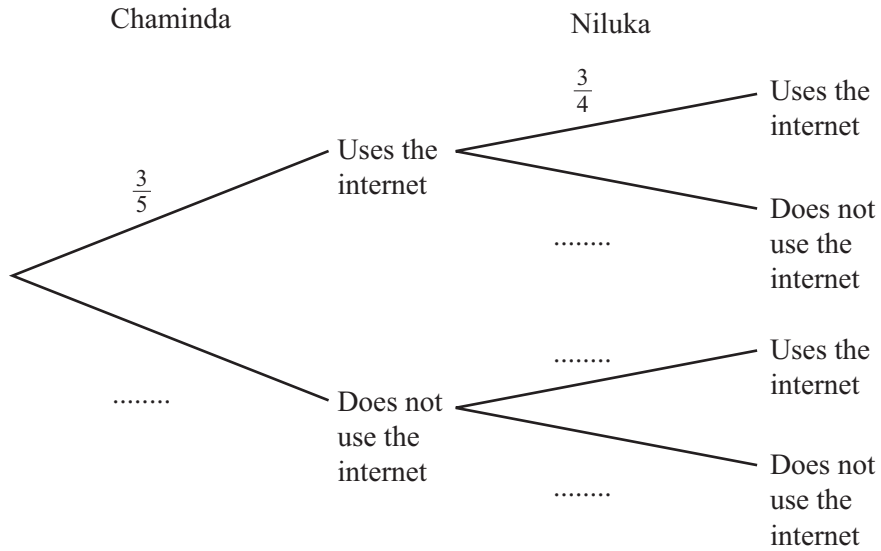 Chaminda
Niluka
3/5
Uses the
internet
3/4
Uses the
internet
........
Does not
use the
internet
........
Does not
use the
internet
........
Uses the
internet
........
Does not
use the
internet